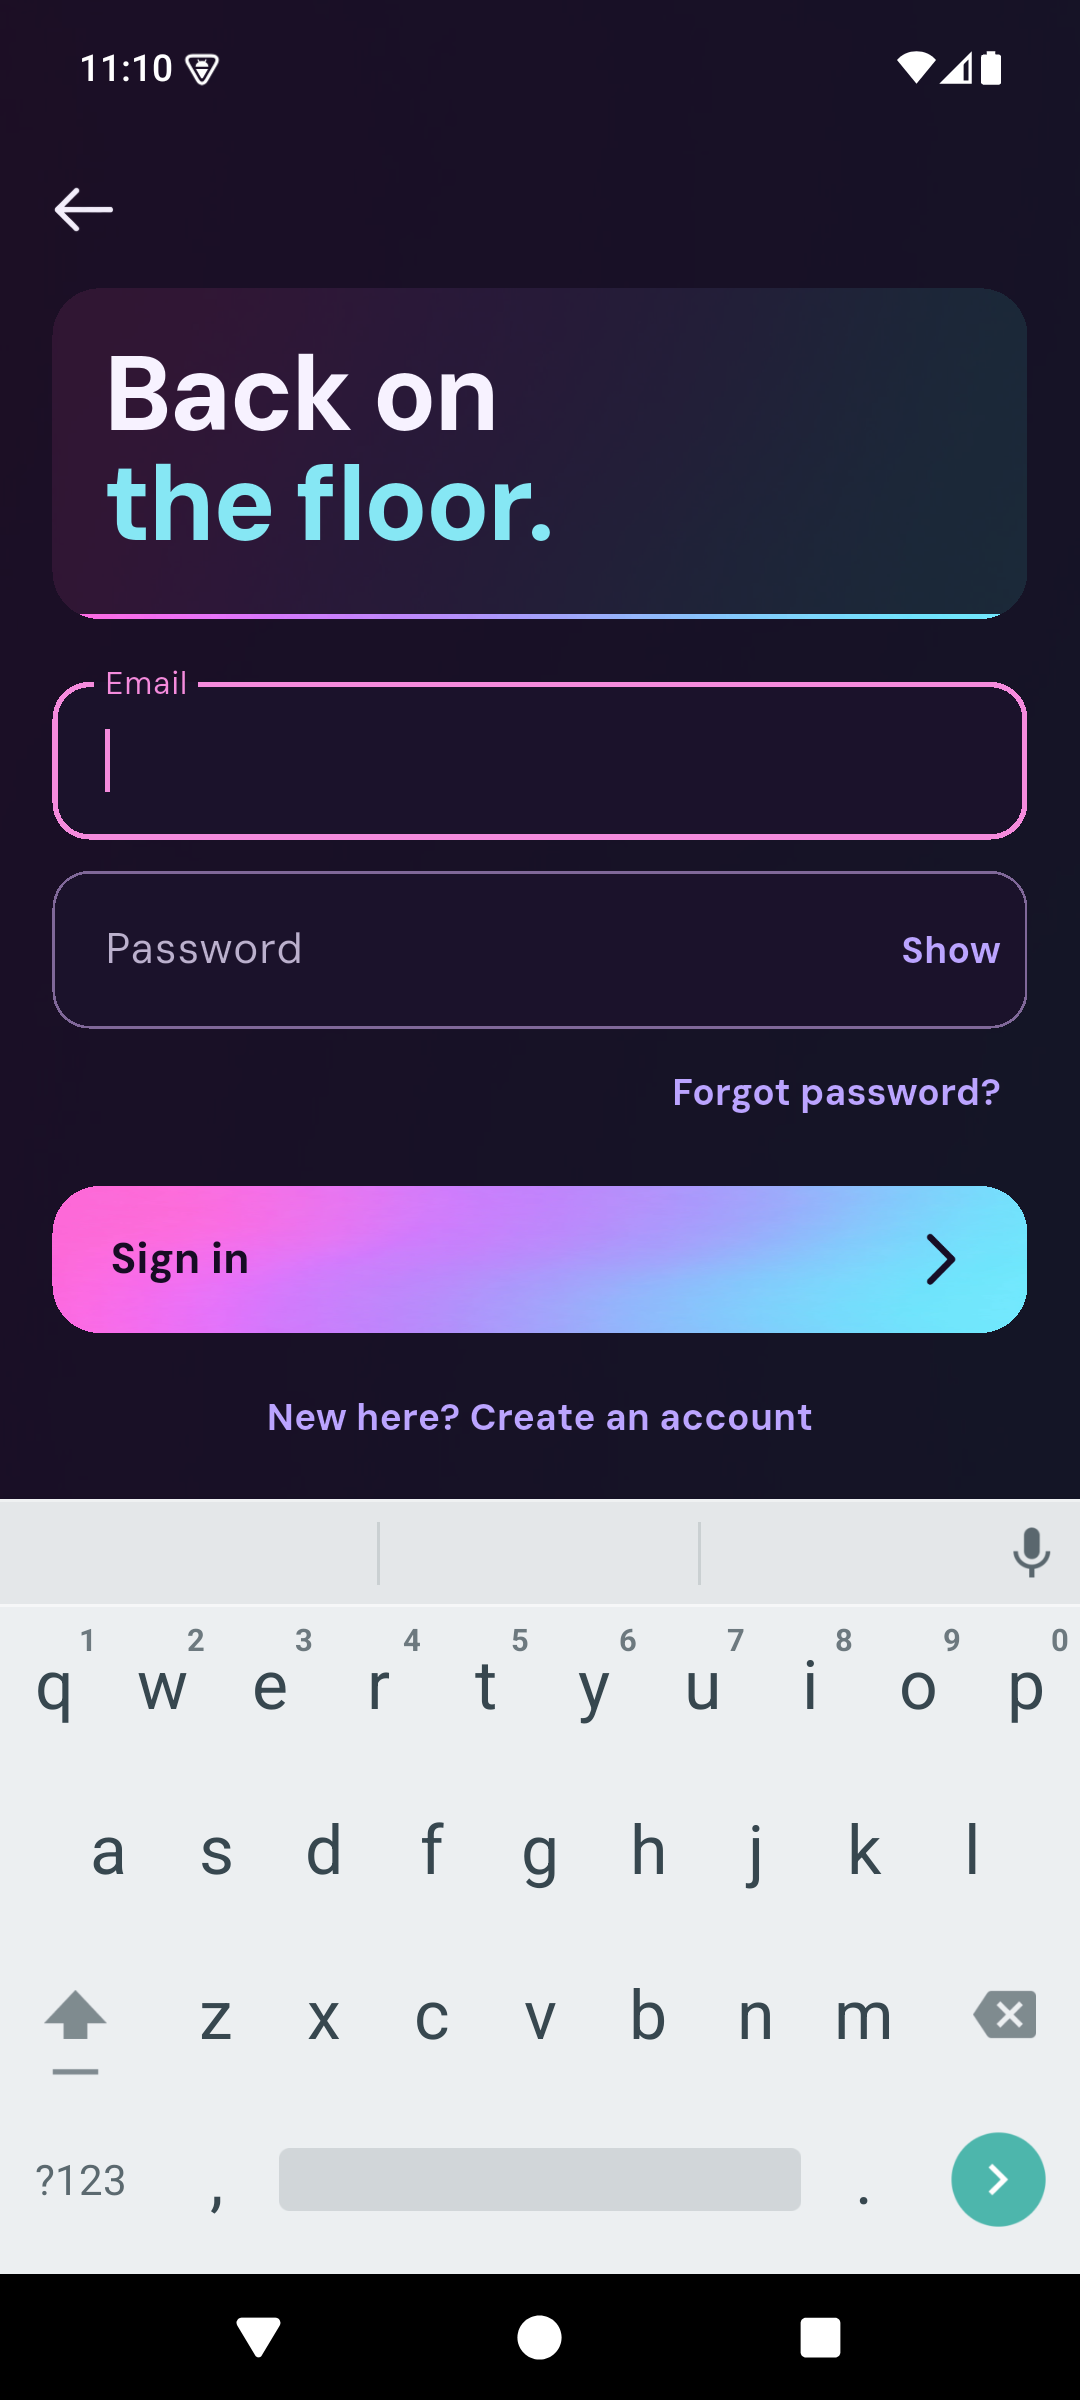 11:10
Back on
the floor.
Email
Password
Show
Forgot password?
Sign in
New here? Create an account
1 2 3 4 5 6 7 8 9 0
q w e r t y u i o p
a s d f g h j k l
z x c v b n m
?123 , .